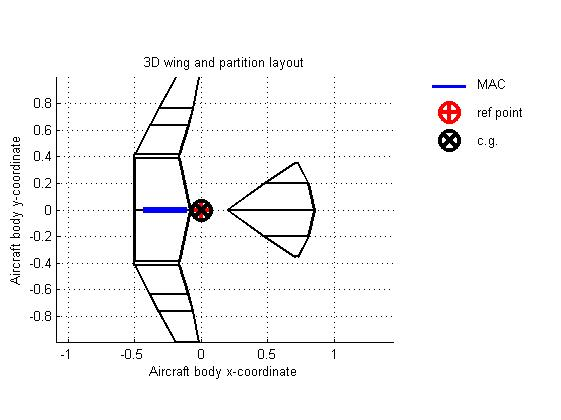 3D wing and partition layout
MAC
ref point
c.g.
Aircraft body y-coordinate
0.8
0.6
0.4
0.2
0
-0.2
-0.4
-0.6
-0.8
-1
-0.5
0
0.5
1
Aircraft body x-coordinate